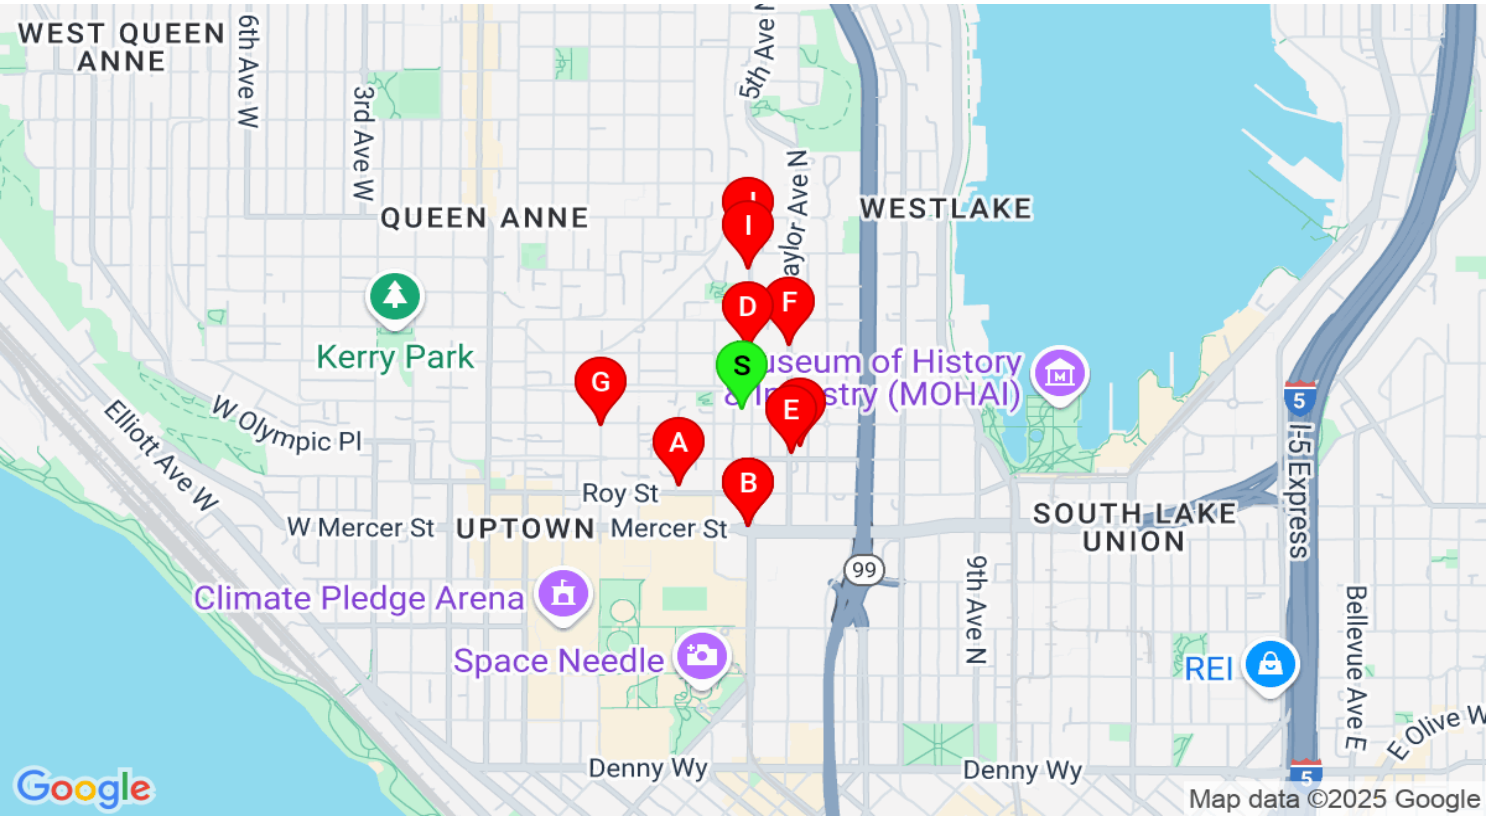 WEST QUEEN
ANNE
6th Ave W
3rd Ave W
5th Ave N
Taylor Ave N
QUEEN ANNE
WESTLAKE
I
D
F
Kerry Park
S
Museum of History
& Industry (MOHAI)
G
E
A
B
W Olympic Pl
Elliott Ave W
Roy St
W Mercer St
UPTOWN
Mercer St
SOUTH LAKE
UNION
5
I-5 Express
99
9th Ave N
Climate Pledge Arena
Space Needle
REI
Bellevue Ave E
E Olive W
Denny Wy
Denny Wy
5
Google
Map data ©2025 Google